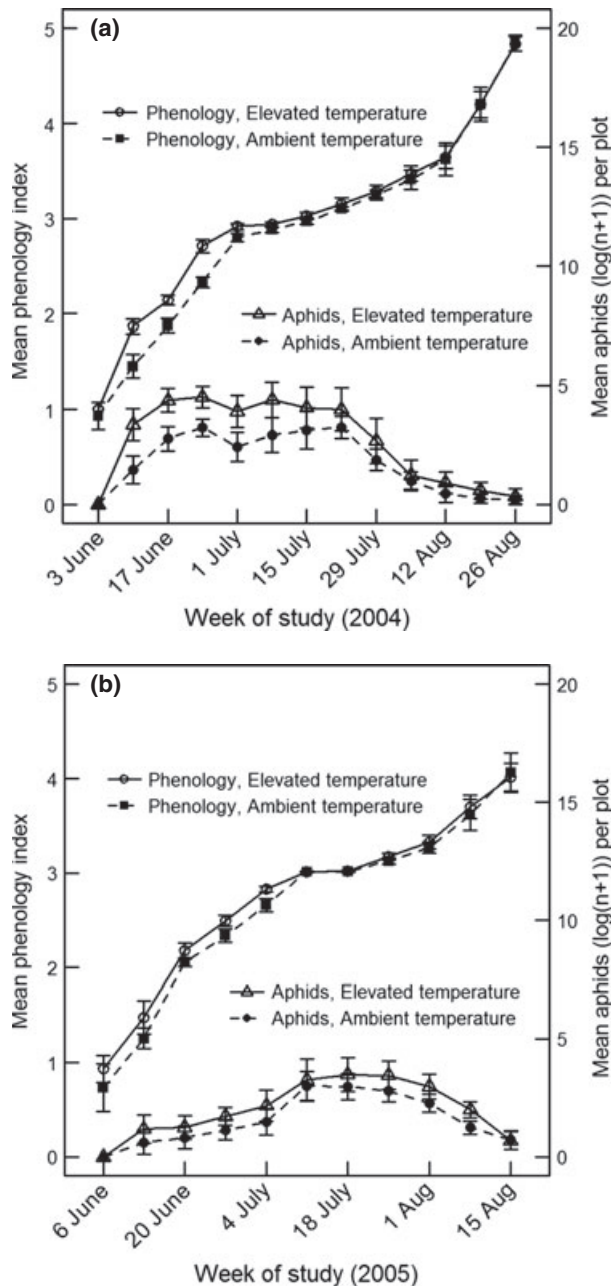 (a)
5
4
3
2
1
0
Mean phenology index
20
15
10
5
0
Mean aphids (log(n+1)) per plot
Phenology, Elevated temperature
Phenology, Ambient temperature
Aphids, Elevated temperature
Aphids, Ambient temperature
3 June
17 June
1 July
15 July
29 July
12 Aug
26 Aug
Week of study (2004)
(b)
5
4
3
2
1
0
Mean phenology index
20
15
10
5
0
Mean aphids (log(n+1)) per plot
Phenology, Elevated temperature
Phenology, Ambient temperature
Aphids, Elevated temperature
Aphids, Ambient temperature
6 June
20 June
4 July
18 July
1 Aug
15 Aug
Week of study (2005)